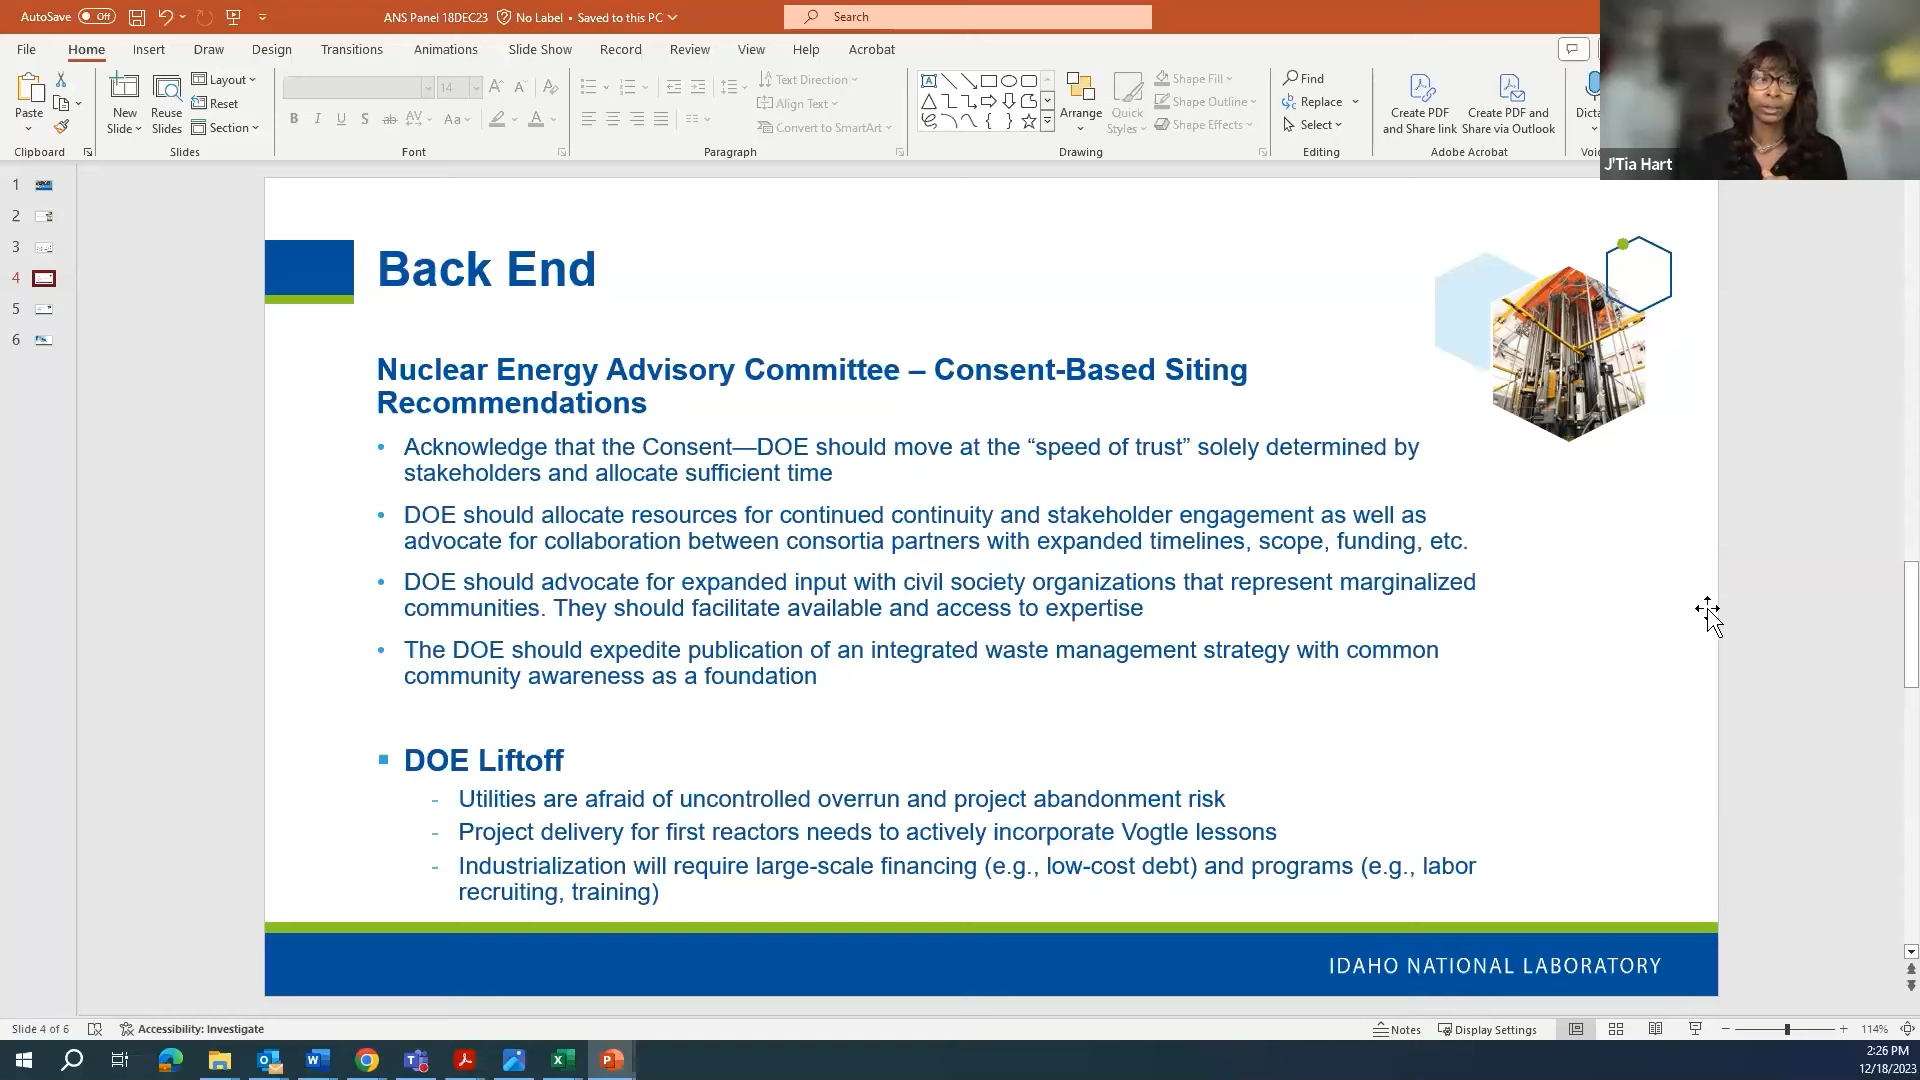 AutoSave Off ANS Panel 18DEC23 No Label • Saved to this PC Search
File Home Insert Draw Design Transitions Animations Slide Show Record Review View Help Acrobat
Paste
New Slide
Reuse Slides
Layout
Reset
Section
14
B I U S ab AV Aa A
Text Direction
Align Text
Convert to SmartArt
Arrange
Quick Styles
Shape Fill
Shape Outline
Shape Effects
Find
Replace
Select
Create PDF and Share link
Create PDF and Share via Outlook
Clipboard Slides Font Paragraph Drawing Editing Adobe Acrobat
J'Tia Hart
1
2
3
4
5
6
Back End
Nuclear Energy Advisory Committee – Consent-Based Siting
Recommendations
• Acknowledge that the Consent—DOE should move at the “speed of trust” solely determined by
stakeholders and allocate sufficient time
• DOE should allocate resources for continued continuity and stakeholder engagement as well as
advocate for collaboration between consortia partners with expanded timelines, scope, funding, etc.
• DOE should advocate for expanded input with civil society organizations that represent marginalized
communities. They should facilitate available and access to expertise
• The DOE should expedite publication of an integrated waste management strategy with common
community awareness as a foundation
▪ DOE Liftoff
- Utilities are afraid of uncontrolled overrun and project abandonment risk
- Project delivery for first reactors needs to actively incorporate Vogtle lessons
- Industrialization will require large-scale financing (e.g., low-cost debt) and programs (e.g., labor
recruiting, training)
IDAHO NATIONAL LABORATORY
Slide 4 of 6 Accessibility: Investigate Notes Display Settings 114%
2:26 PM
12/18/2023